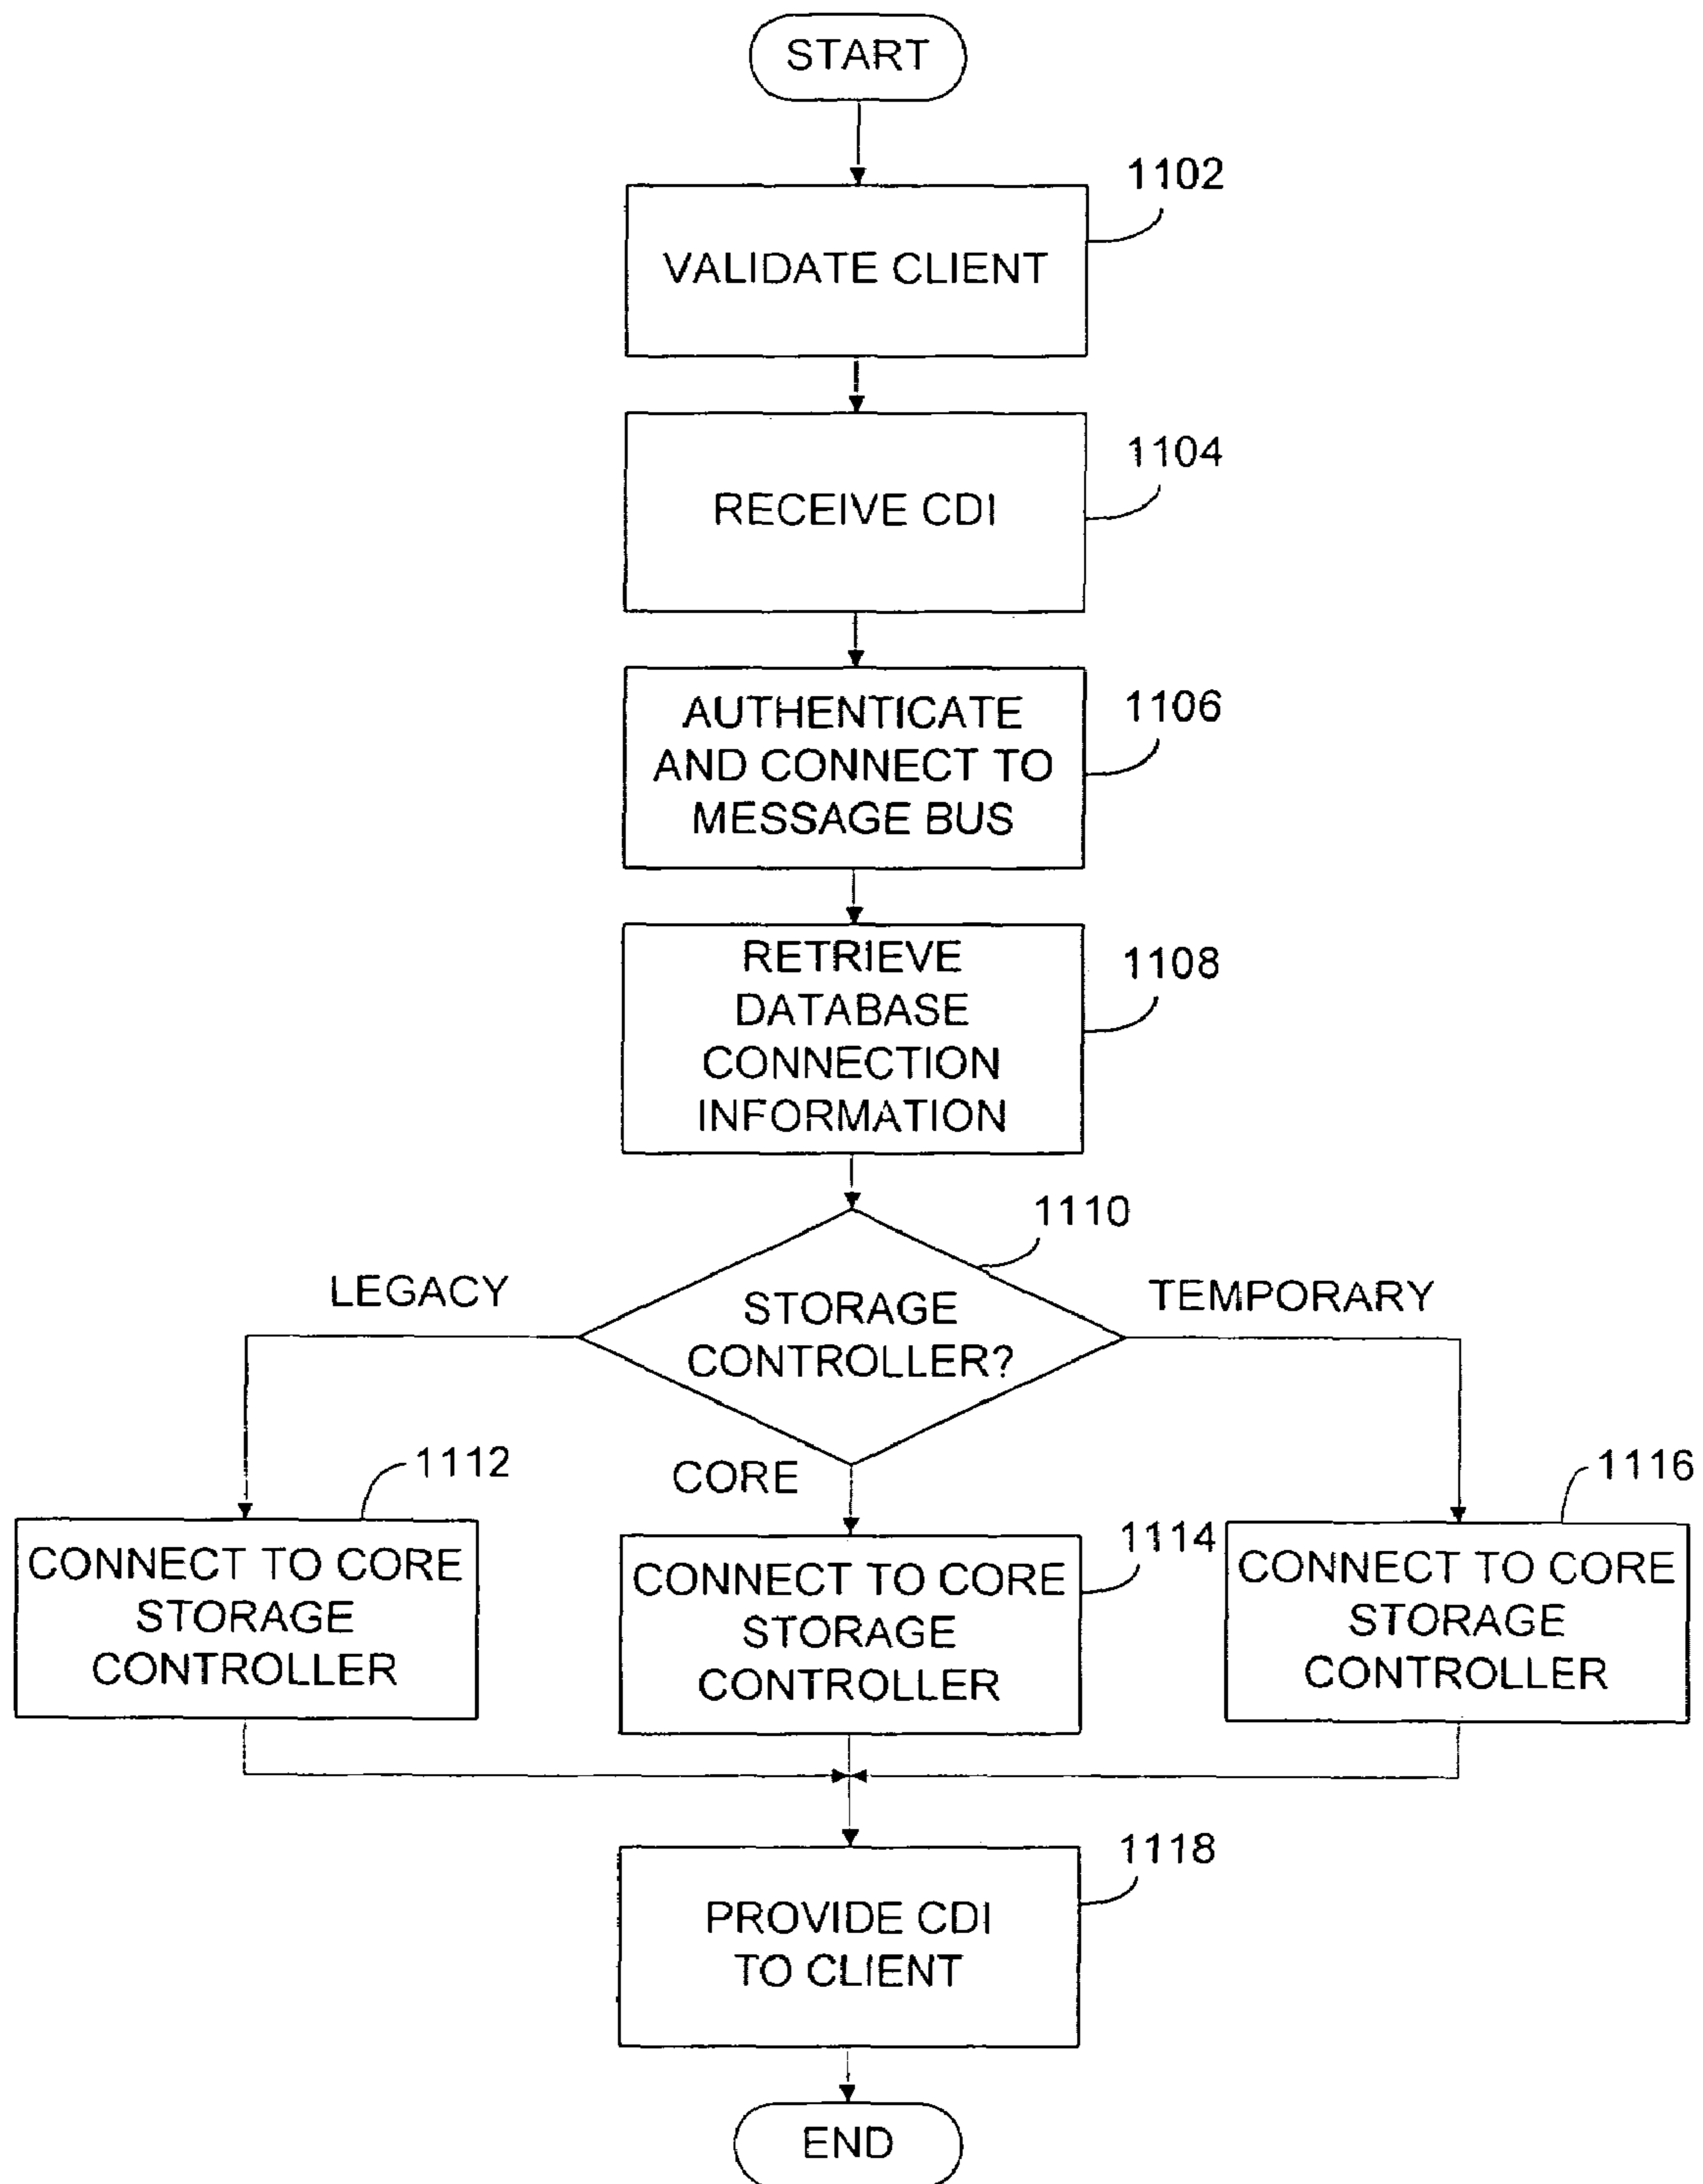 START
1102
VALIDATE CLIENT
1104
RECEIVE CDI
1106
AUTHENTICATE
AND CONNECT TO
MESSAGE BUS
1108
RETRIEVE
DATABASE
CONNECTION
INFORMATION
1110
LEGACY
STORAGE
CONTROLLER?
TEMPORARY
CORE
1112
CONNECT TO CORE
STORAGE
CONTROLLER
1114
CONNECT TO CORE
STORAGE
CONTROLLER
1116
CONNECT TO CORE
STORAGE
CONTROLLER
1118
PROVIDE CDI
TO CLIENT
END